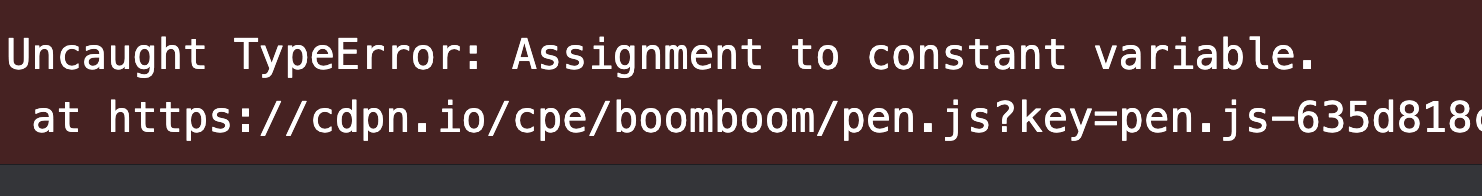 Uncaught TypeError: Assignment to constant variable.
at https://cdpn.io/cpe/boomboom/pen.js?key=pen.js-635d818